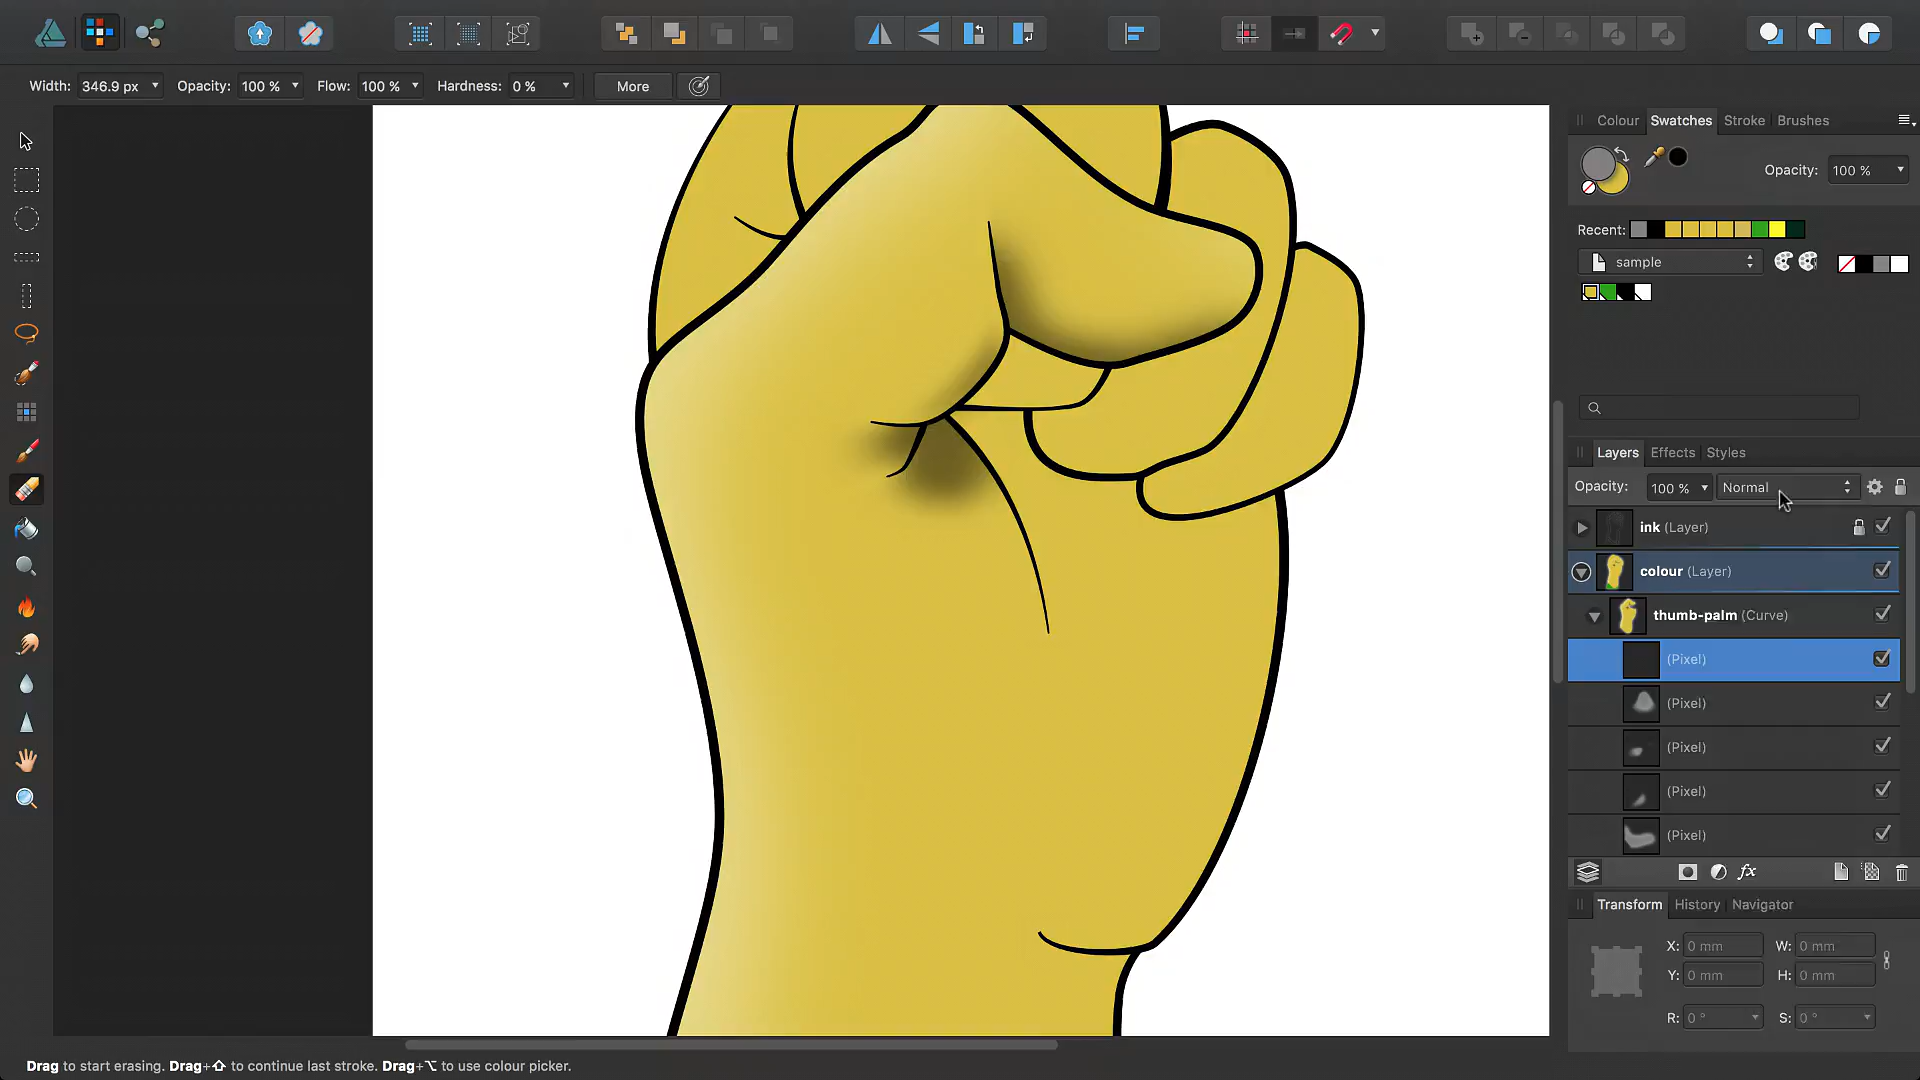 Width: 346.9 px Opacity: 100 % Flow: 100 % Hardness: 0 % More
Colour Swatches Stroke Brushes
Opacity: 100 %
Recent:
sample
Layers Effects Styles
Opacity: 100 % Normal
ink (Layer)
colour (Layer)
thumb-palm (Curve)
(Pixel)
(Pixel)
(Pixel)
(Pixel)
(Pixel)
fx
Transform History Navigator
X: 0 mm W: 0 mm
Y: 0 mm H: 0 mm
R: 0 ° S: 0 °
Drag to start erasing. Drag+⇧ to continue last stroke. Drag+⌥ to use colour picker.